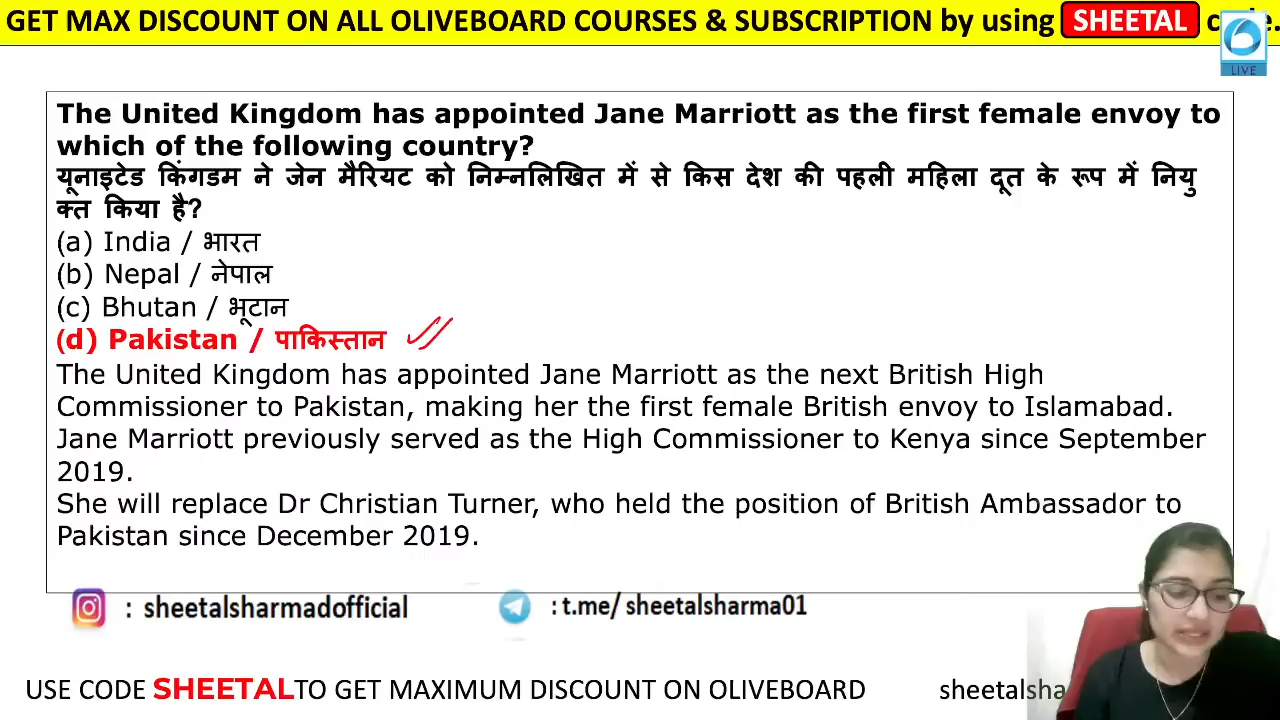 GET MAX DISCOUNT ON ALL OLIVEBOARD COURSES & SUBSCRIPTION by using SHEETAL
LIVE
The United Kingdom has appointed Jane Marriott as the first female envoy to
which of the following country?
यूनाइटेड किंगडम ने जेन मैरियट को निम्नलिखित में से किस देश की पहली महिला दूत के रूप में नियु
क्त किया है?
(a) India / भारत
(b) Nepal / नेपाल
(c) Bhutan / भूटान
(d) Pakistan / पाकिस्तान
The United Kingdom has appointed Jane Marriott as the next British High
Commissioner to Pakistan, making her the first female British envoy to Islamabad.
Jane Marriott previously served as the High Commissioner to Kenya since September
2019.
She will replace Dr Christian Turner, who held the position of British Ambassador to
Pakistan since December 2019.
: sheetalsharmadofficial : t.me/ sheetalsharma01
USE CODE SHEETALTO GET MAXIMUM DISCOUNT ON OLIVEBOARD sheetalsha